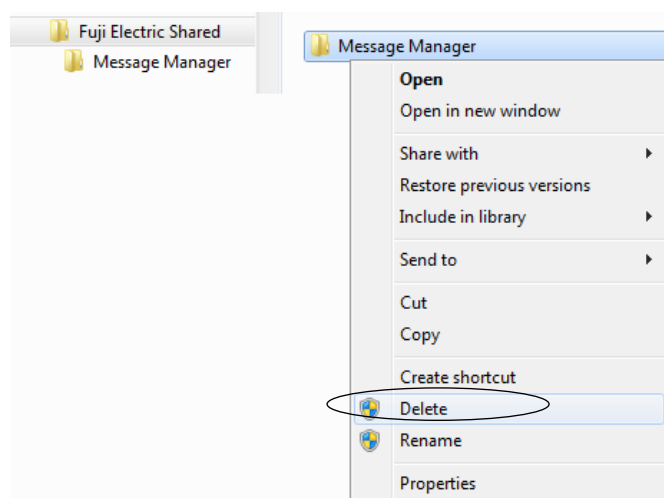 Fuji Electric Shared
Message Manager
Message Manager
Open
Open in new window
Share with
Restore previous versions
Include in library
Send to
Cut
Copy
Create shortcut
Delete
Rename
Properties